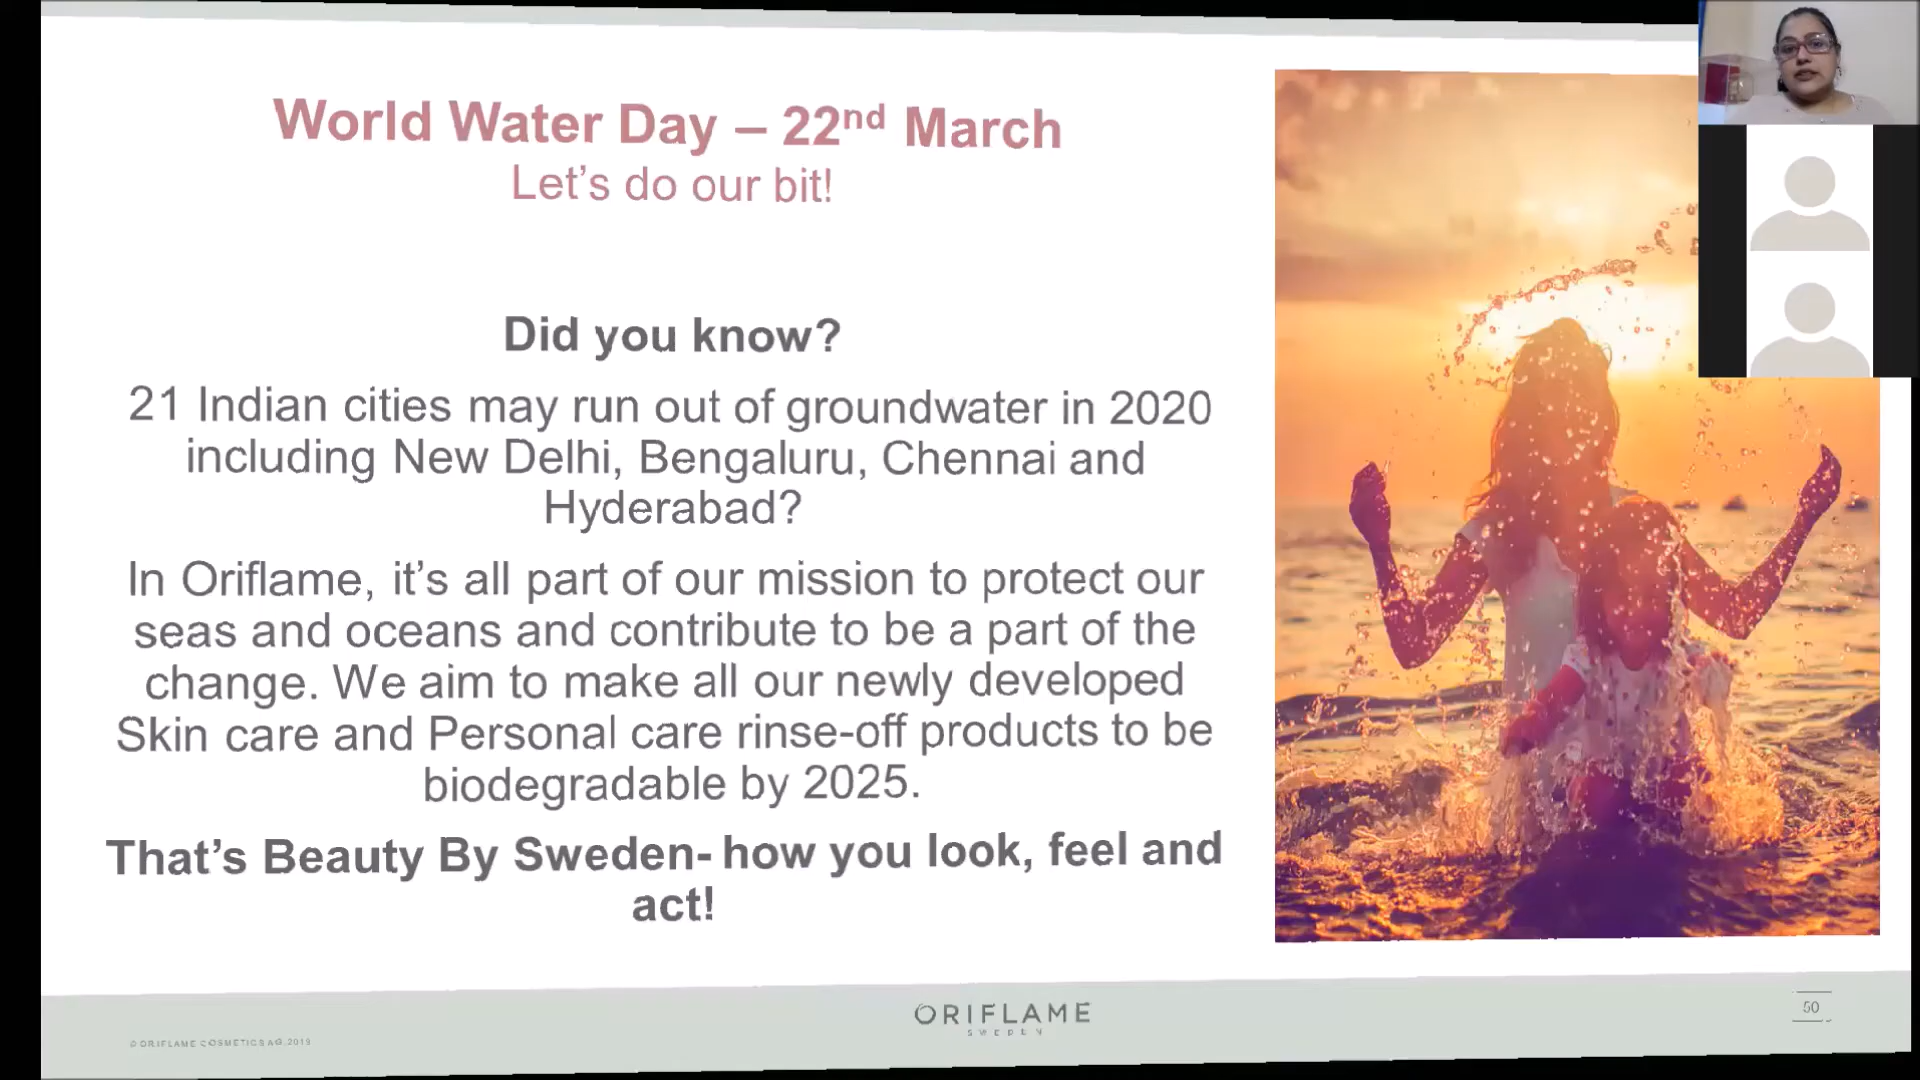 World Water Day – 22nd March
Let's do our bit!
Did you know?
21 Indian cities may run out of groundwater in 2020
including New Delhi, Bengaluru, Chennai and
Hyderabad?
In Oriflame, it's all part of our mission to protect our
seas and oceans and contribute to be a part of the
change. We aim to make all our newly developed
Skin care and Personal care rinse-off products to be
biodegradable by 2025.
That's Beauty By Sweden- how you look, feel and
act!
ORIFLAME
SWEDEN
50
© ORIFLAME COSMETICS AG, 2019